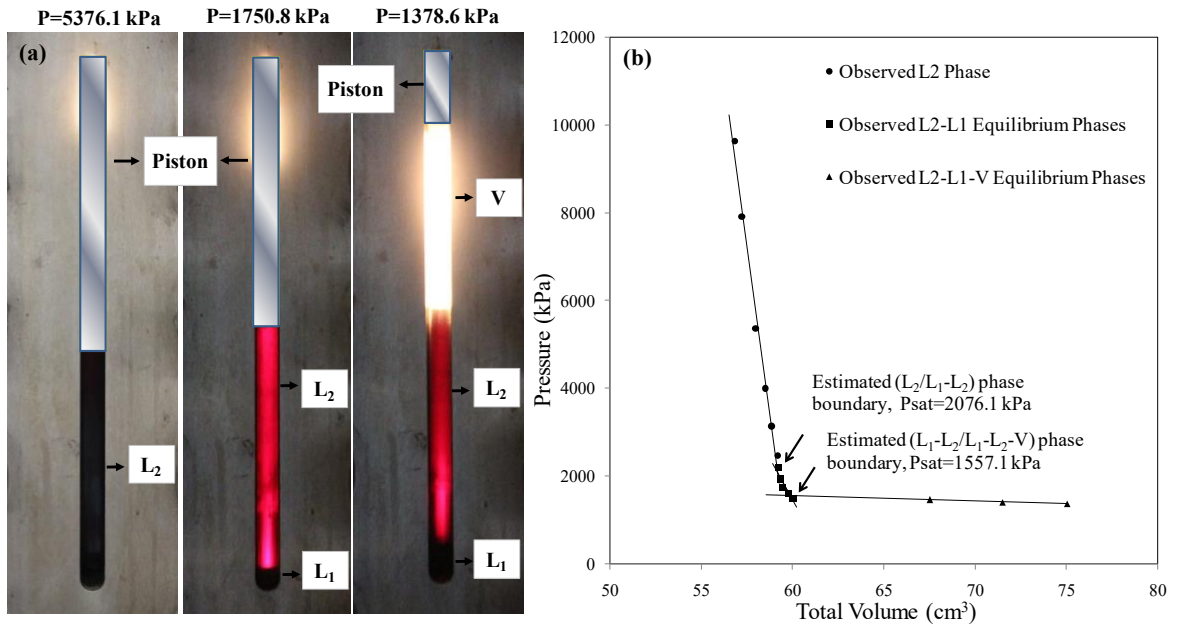 P=5376.1 kPa
P=1750.8 kPa
P=1378.6 kPa
(a)
Piston
Piston
V
L₂
L₂
L₂
L₁
L₁
(b)
12000
10000
8000
6000
4000
2000
0
Pressure (kPa)
Observed L2 Phase
Observed L2-L1 Equilibrium Phases
Observed L2-L1-V Equilibrium Phases
Estimated (L₂/L₁-L₂) phase
boundary, Psat=2076.1 kPa
Estimated (L₁-L₂/L₁-L₂-V) phase
boundary, Psat=1557.1 kPa
50 55 60 65 70 75 80
Total Volume (cm³)